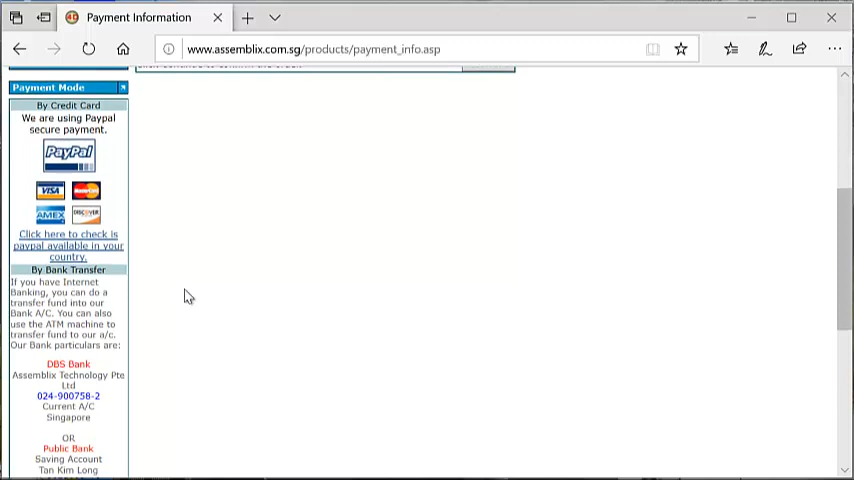 Payment Information
www.assemblix.com.sg/products/payment_info.asp
Payment Mode
By Credit Card
We are using Paypal
secure payment.
PayPal
VISA MasterCard
AMEX DISCOVER
Click here to check is
paypal available in your
country.
By Bank Transfer
If you have Internet
Banking, you can do a
transfer fund into our
Bank A/C. You can also
use the ATM machine to
transfer fund to our a/c.
Our Bank particulars are:
DBS Bank
Assemblix Technology Pte
Ltd
024-900758-2
Current A/C
Singapore
OR
Public Bank
Saving Account
Tan Kim Long